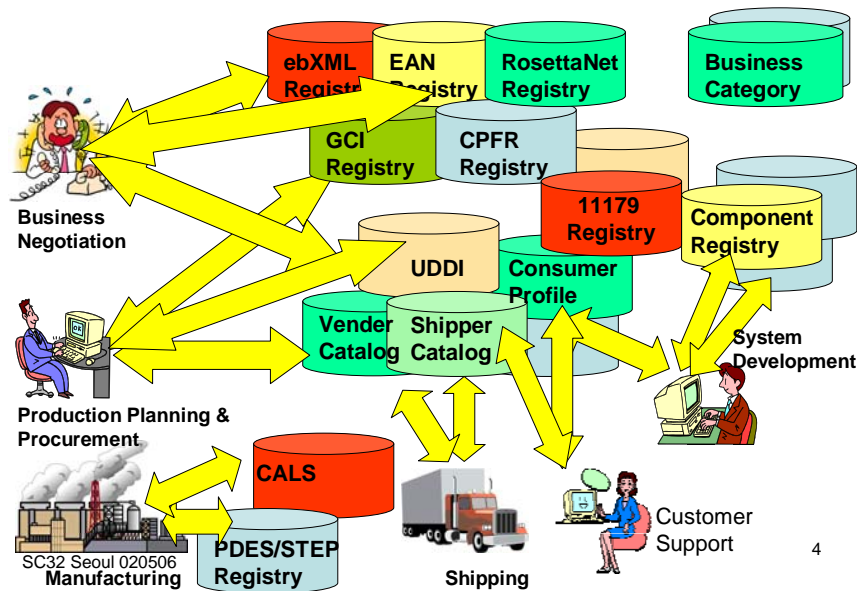 ebXML
Registry
EAN
Registry
RosettaNet
Registry
Business
Category
GCI
Registry
CPFR
Registry
Business
Negotiation
11179
Registry
Component
Registry
UDDI
Consumer
Profile
Vender
Catalog
Shipper
Catalog
System
Development
Production Planning &
Procurement
CALS
PDES/STEP
Registry
Customer
Support
SC32 Seoul 020506
Manufacturing
Shipping
4